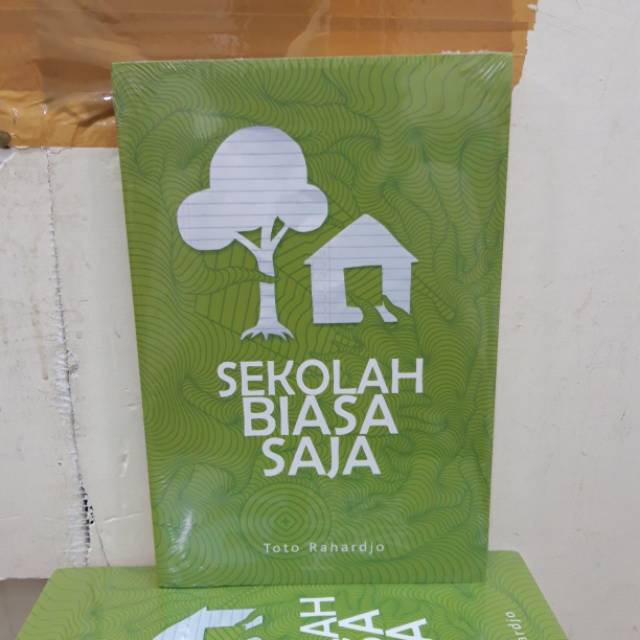 SEKOLAH
BIASA
SAJA
Toto Rahardjo